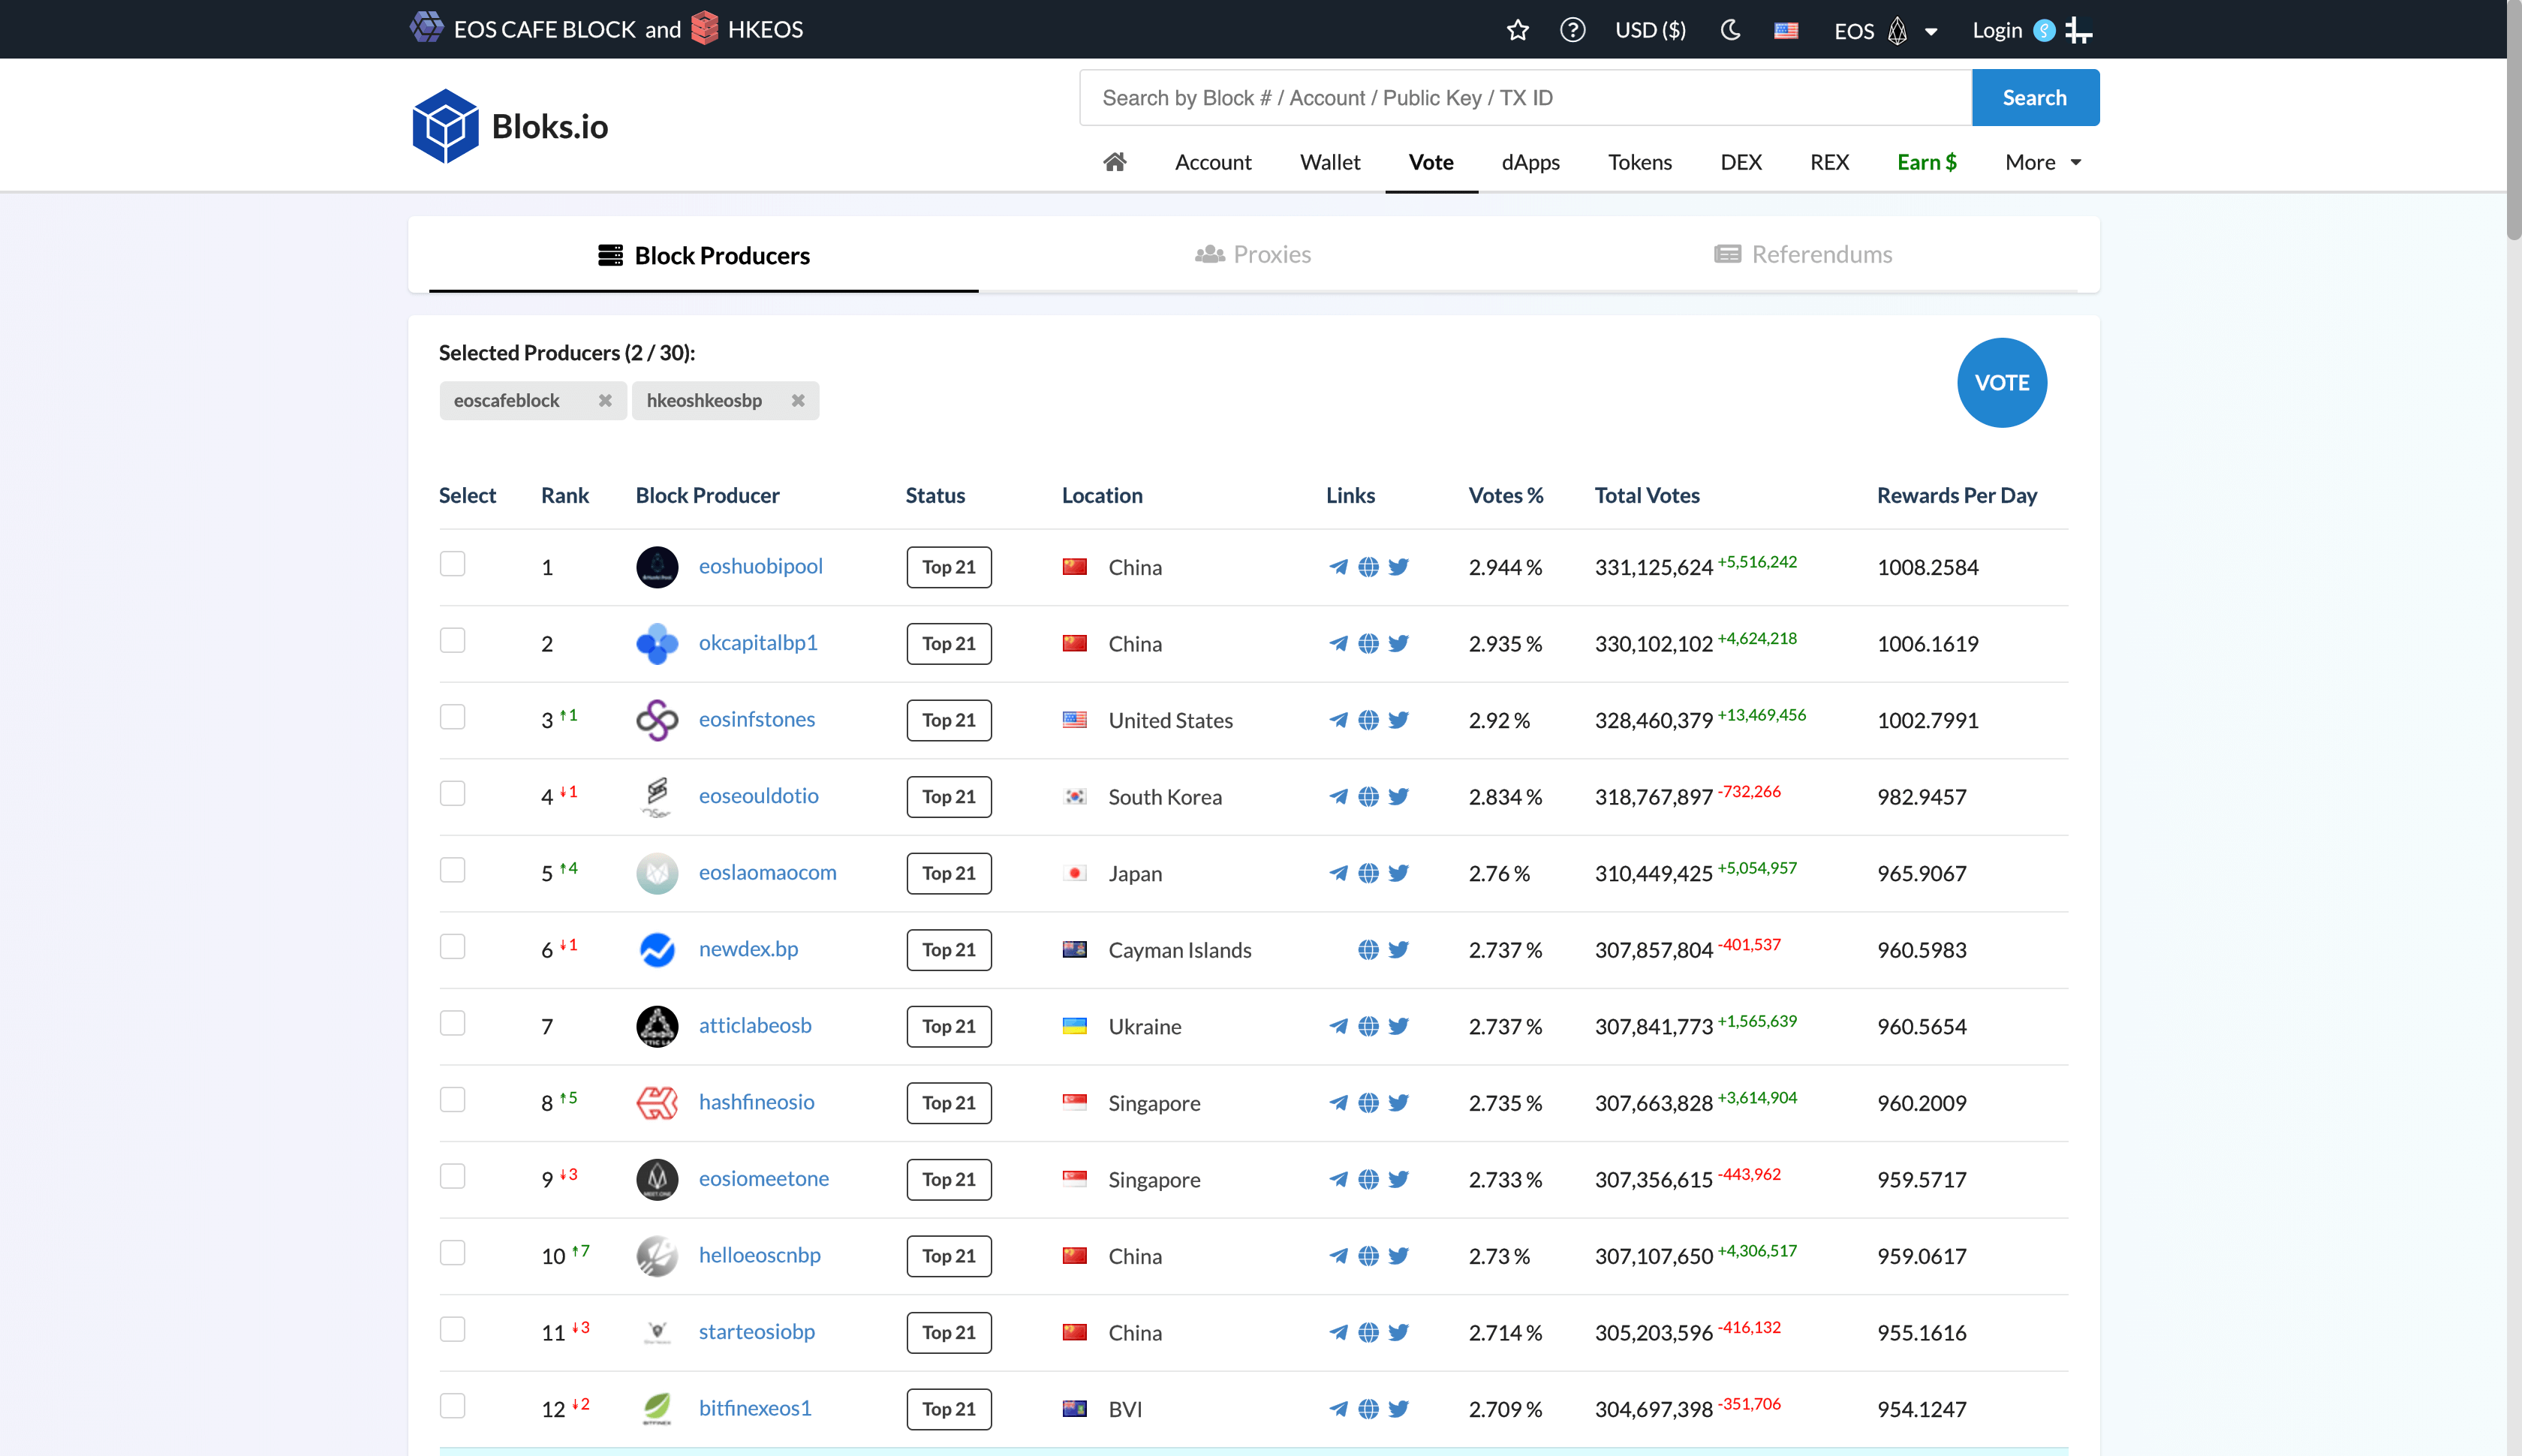 EOS CAFE BLOCK and HKEOS USD ($) EOS Login
Search by Block # / Account / Public Key / TX ID Search
Bloks.io
Account Wallet Vote dApps Tokens DEX REX Earn $ More
Block Producers Proxies Referendums
Selected Producers (2 / 30):
VOTE
eoscafeblock hkeoshkeosbp
Select Rank Block Producer Status Location Links Votes % Total Votes Rewards Per Day
1 eoshuobipool Top 21 China 2.944 % 331,125,624 +5,516,242 1008.2584
2 okcapitalbp1 Top 21 China 2.935 % 330,102,102 +4,624,218 1006.1619
3 ↑1 eosinfstones Top 21 United States 2.92 % 328,460,379 +13,469,456 1002.7991
4 ↓1 eoseouldotio Top 21 South Korea 2.834 % 318,767,897 -732,266 982.9457
5 ↑4 eoslaomaocom Top 21 Japan 2.76 % 310,449,425 +5,054,957 965.9067
6 ↓1 newdex.bp Top 21 Cayman Islands 2.737 % 307,857,804 -401,537 960.5983
7 atticlabeosb Top 21 Ukraine 2.737 % 307,841,773 +1,565,639 960.5654
8 ↑5 hashfineosio Top 21 Singapore 2.735 % 307,663,828 +3,614,904 960.2009
9 ↓3 eosiomeetone Top 21 Singapore 2.733 % 307,356,615 -443,962 959.5717
10 ↑7 helloeoscnbp Top 21 China 2.73 % 307,107,650 +4,306,517 959.0617
11 ↓3 starteosiobp Top 21 China 2.714 % 305,203,596 -416,132 955.1616
12 ↓2 bitfinexeos1 Top 21 BVI 2.709 % 304,697,398 -351,706 954.1247